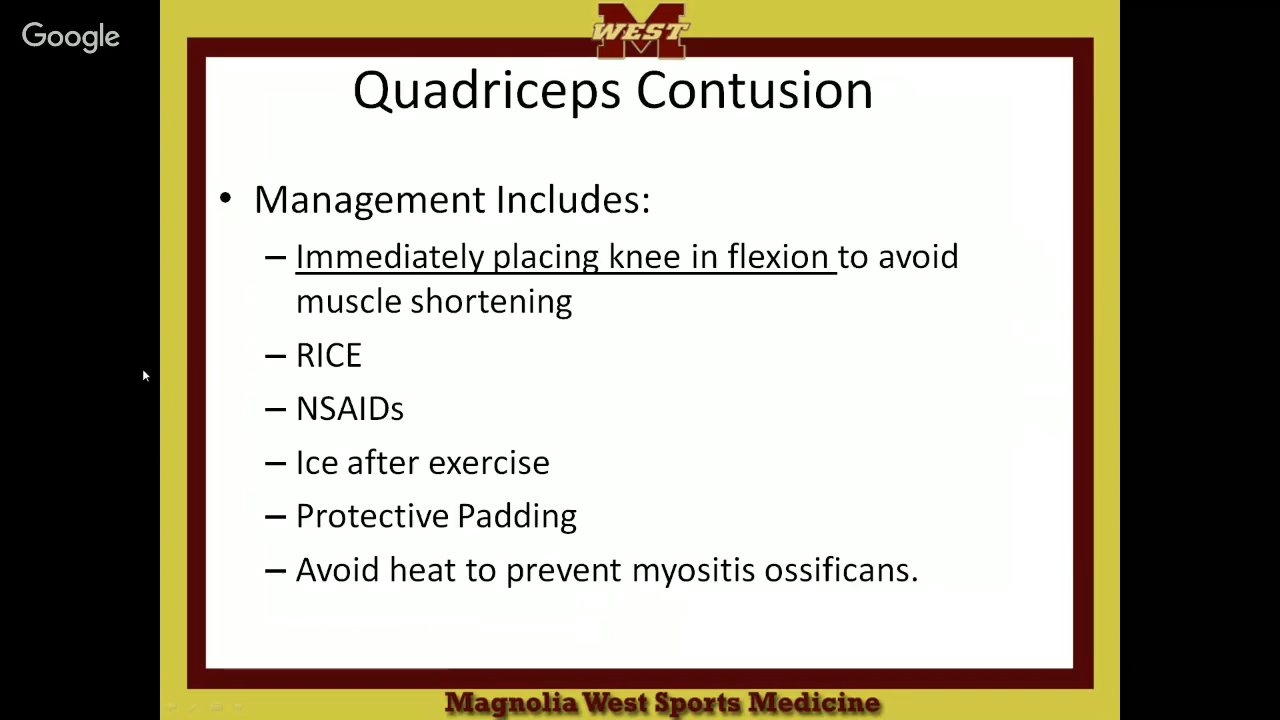 Google
M
WEST
Quadriceps Contusion
• Management Includes:
– Immediately placing knee in flexion to avoid
muscle shortening
– RICE
– NSAIDs
– Ice after exercise
– Protective Padding
– Avoid heat to prevent myositis ossificans.
Magnolia West Sports Medicine